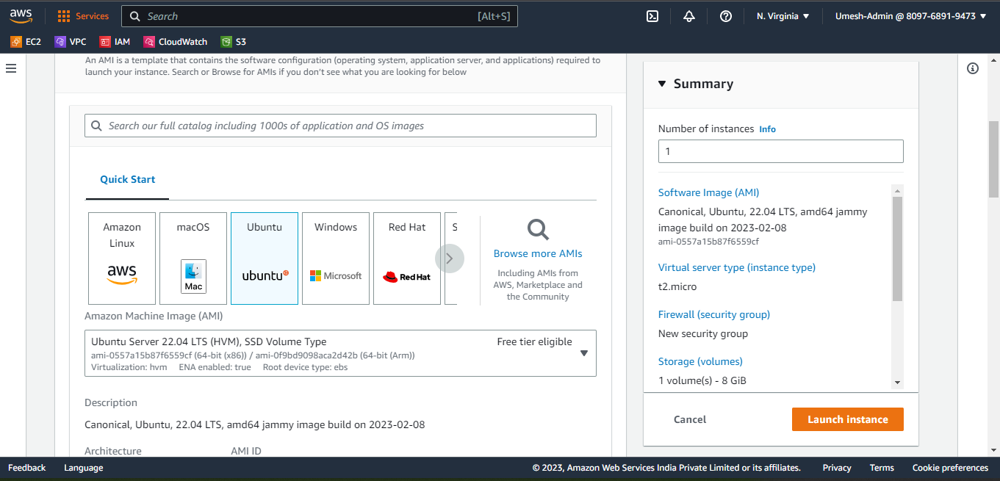 aws
Services
Search
[Alt+S]
N. Virginia
Umesh-Admin @ 8097-6891-9473
EC2
VPC
IAM
CloudWatch
S3
An AMI is a template that contains the software configuration (operating system, application server, and applications) required to
launch your instance. Search or Browse for AMIs if you don't see what you are looking for below
Search our full catalog including 1000s of application and OS images
Quick Start
Amazon
Linux
aws
macOS
Mac
Ubuntu
ubuntu
Windows
Microsoft
Red Hat
Red Hat
S
Browse more AMIs
Including AMIs from
AWS, Marketplace and
the Community
Amazon Machine Image (AMI)
Ubuntu Server 22.04 LTS (HVM), SSD Volume Type
Free tier eligible
ami-0557a15b87f6559cf (64-bit (x86)) / ami-0f9bd9098aca2d42b (64-bit (Arm))
Virtualization: hvm ENA enabled: true Root device type: ebs
Description
Canonical, Ubuntu, 22.04 LTS, amd64 jammy image build on 2023-02-08
Architecture
AMI ID
Summary
Number of instances Info
1
Software Image (AMI)
Canonical, Ubuntu, 22.04 LTS, amd64 jammy
image build on 2023-02-08
ami-0557a15b87f6559cf
Virtual server type (instance type)
t2.micro
Firewall (security group)
New security group
Storage (volumes)
1 volume(s) - 8 GiB
Cancel
Launch instance
Feedback
Language
© 2023, Amazon Web Services India Private Limited or its affiliates.
Privacy
Terms
Cookie preferences